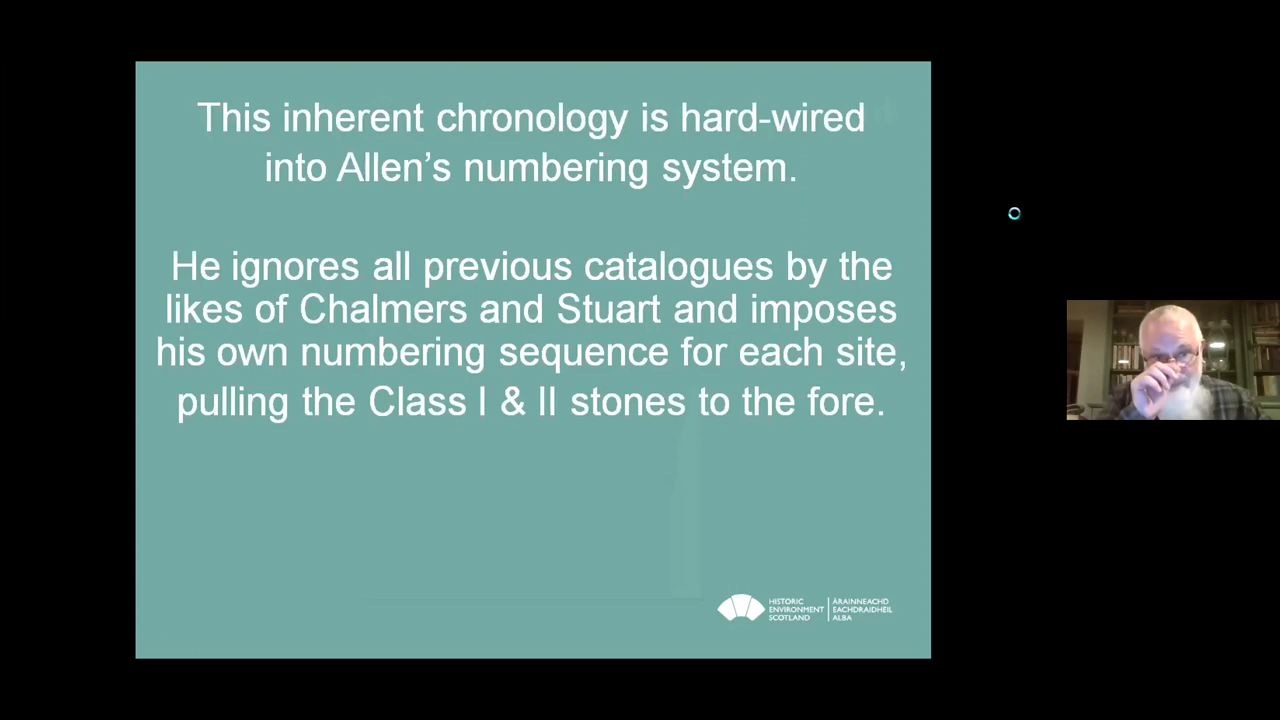 This inherent chronology is hard-wired
into Allen’s numbering system.
He ignores all previous catalogues by the
likes of Chalmers and Stuart and imposes
his own numbering sequence for each site,
pulling the Class I & II stones to the fore.
HISTORIC
ENVIRONMENT
SCOTLAND
ÀRAINNEACHD
EACHDRAIDHEIL
ALBA